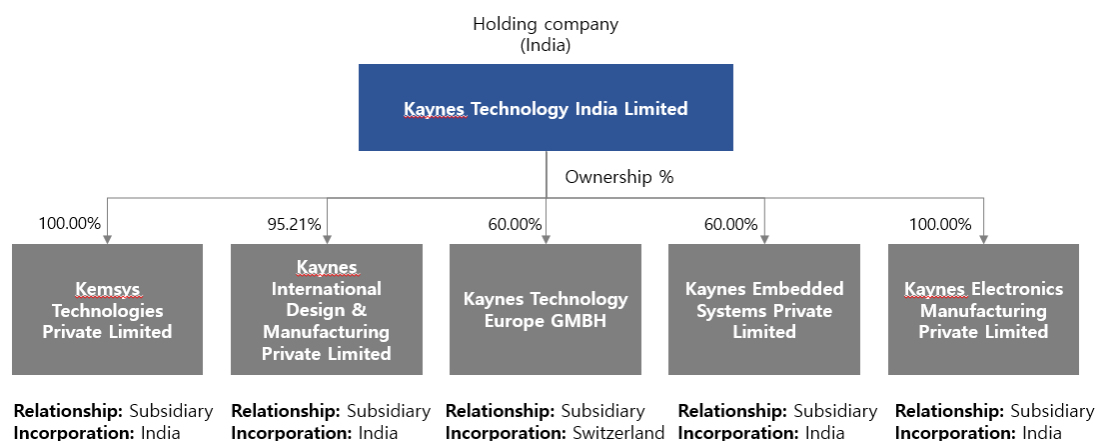 Holding company
(India)
Kaynes Technology India Limited
Ownership %
100.00%
95.21%
60.00%
60.00%
100.00%
Kemsys
Technologies
Private Limited
Kaynes
International
Design &
Manufacturing
Private Limited
Kaynes Technology
Europe GMBH
Kaynes Embedded
Systems Private
Limited
Kaynes Electronics
Manufacturing
Private Limited
Relationship: Subsidiary
Incorporation: India
Relationship: Subsidiary
Incorporation: India
Relationship: Subsidiary
Incorporation: Switzerland
Relationship: Subsidiary
Incorporation: India
Relationship: Subsidiary
Incorporation: India